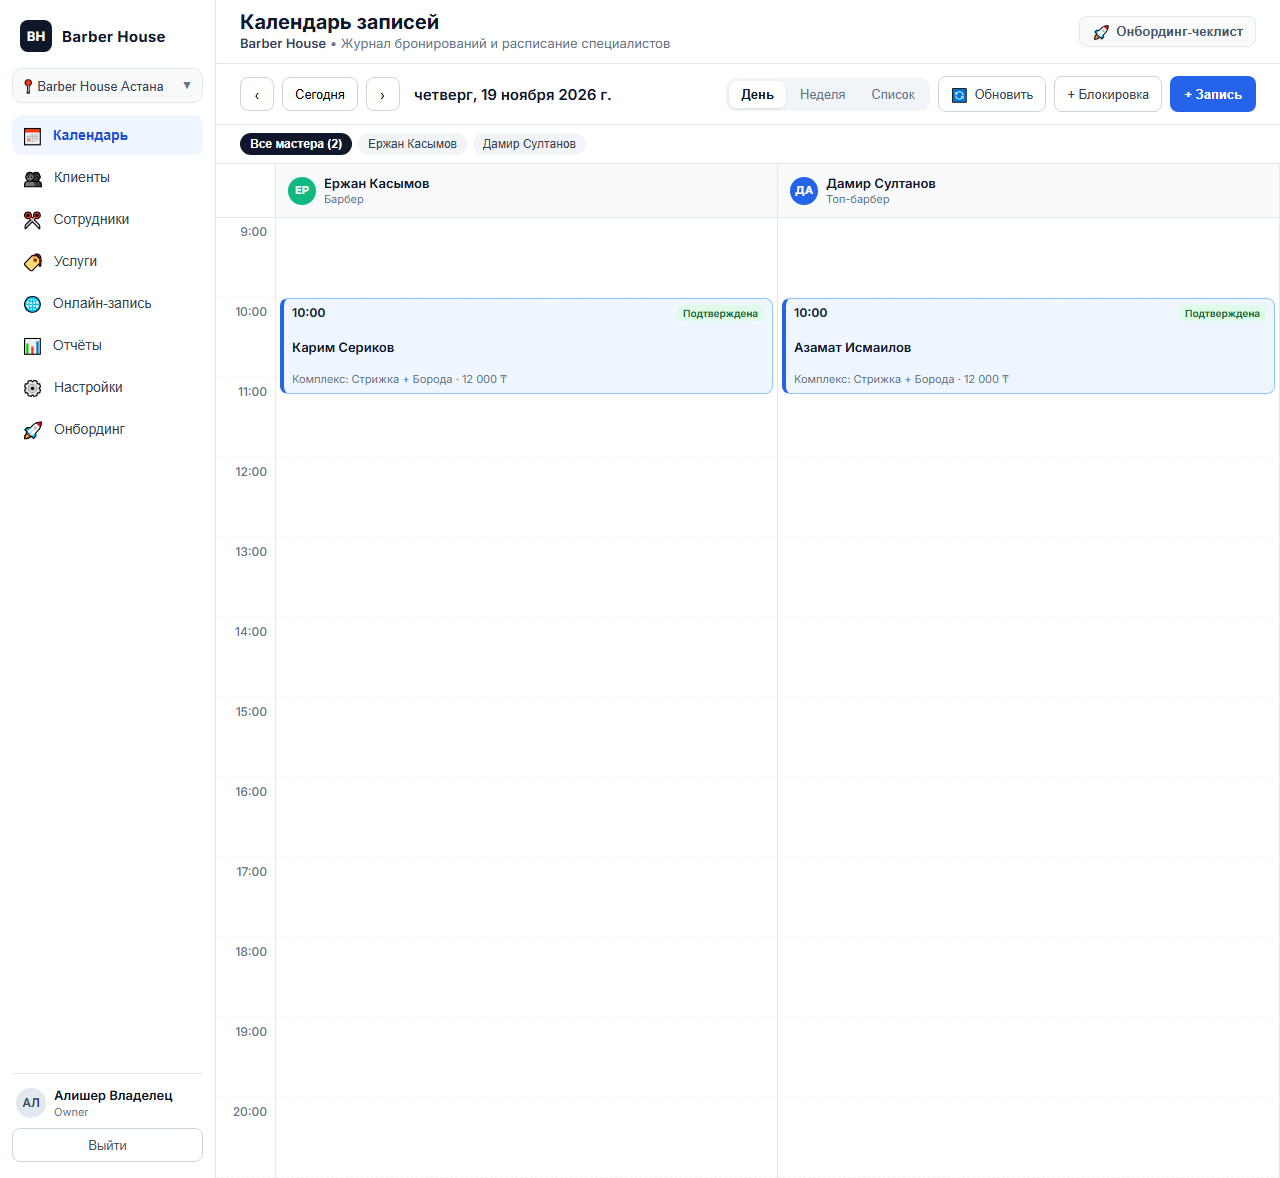 BH Barber House
Barber House Астана ▼
Календарь
Клиенты
Сотрудники
Услуги
Онлайн-запись
Отчёты
Настройки
Онбординг
АЛ
Алишер Владелец
Owner
Выйти
Календарь записей
Barber House • Журнал бронирований и расписание специалистов
Онбординг-чеклист
‹ Сегодня › четверг, 19 ноября 2026 г.
День Неделя Список Обновить + Блокировка + Запись
Все мастера (2) Ержан Касымов Дамир Султанов
ЕР
Ержан Касымов
Барбер
ДА
Дамир Султанов
Топ-барбер
9:00
10:00
11:00
12:00
13:00
14:00
15:00
16:00
17:00
18:00
19:00
20:00
10:00 Подтверждена
Карим Сериков
Комплекс: Стрижка + Борода · 12 000 ₸
10:00 Подтверждена
Азамат Исмаилов
Комплекс: Стрижка + Борода · 12 000 ₸